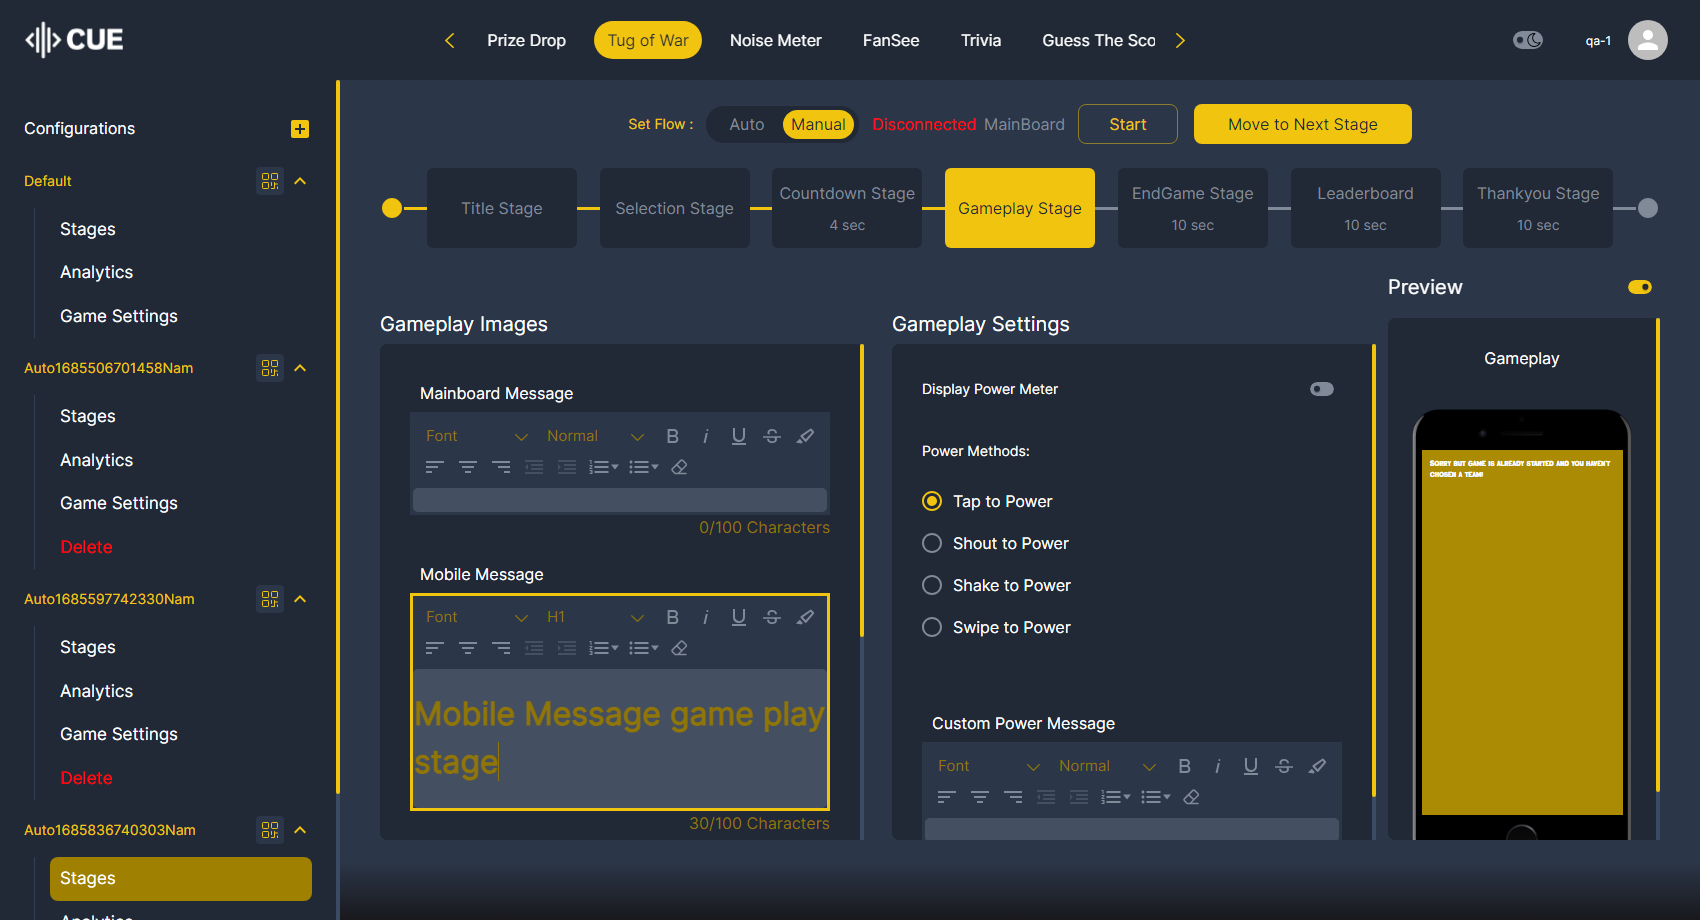 CUE
Prize Drop
Tug of War
Noise Meter
FanSee
Trivia
Guess The Sco
qa-1
Configurations
Default
Stages
Analytics
Game Settings
Auto1685506701458Nam
Stages
Analytics
Game Settings
Delete
Auto1685597742330Nam
Stages
Analytics
Game Settings
Delete
Auto1685836740303Nam
Stages
Analytics
Set Flow :
Auto
Manual
Disconnected MainBoard
Start
Move to Next Stage
Title Stage
Selection Stage
Countdown Stage
4 sec
Gameplay Stage
EndGame Stage
10 sec
Leaderboard
10 sec
Thankyou Stage
10 sec
Gameplay Images
Mainboard Message
Font
Normal
0/100 Characters
Mobile Message
Font
H1
Mobile Message game play
stage
30/100 Characters
Gameplay Settings
Display Power Meter
Power Methods:
Tap to Power
Shout to Power
Shake to Power
Swipe to Power
Custom Power Message
Font
Normal
Preview
Gameplay
Sorry but game is already started and you haven't
chosen a team!